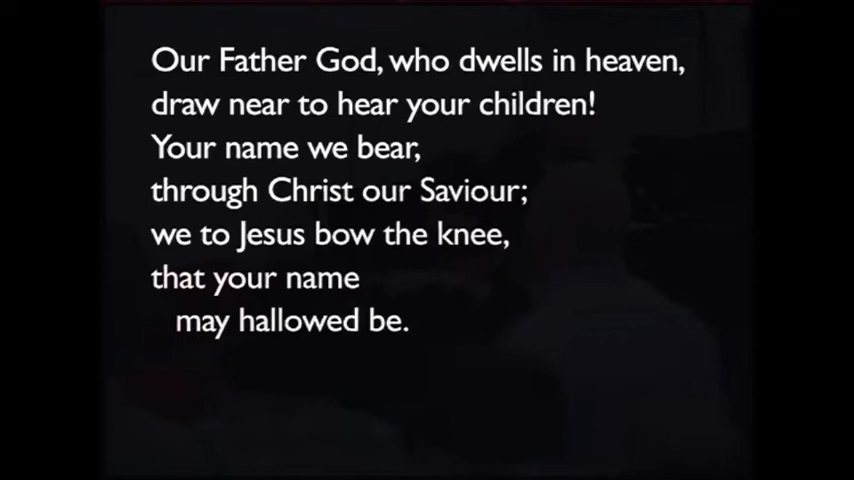 Our Father God, who dwells in heaven,
draw near to hear your children!
Your name we bear,
through Christ our Saviour;
we to Jesus bow the knee,
that your name
may hallowed be.